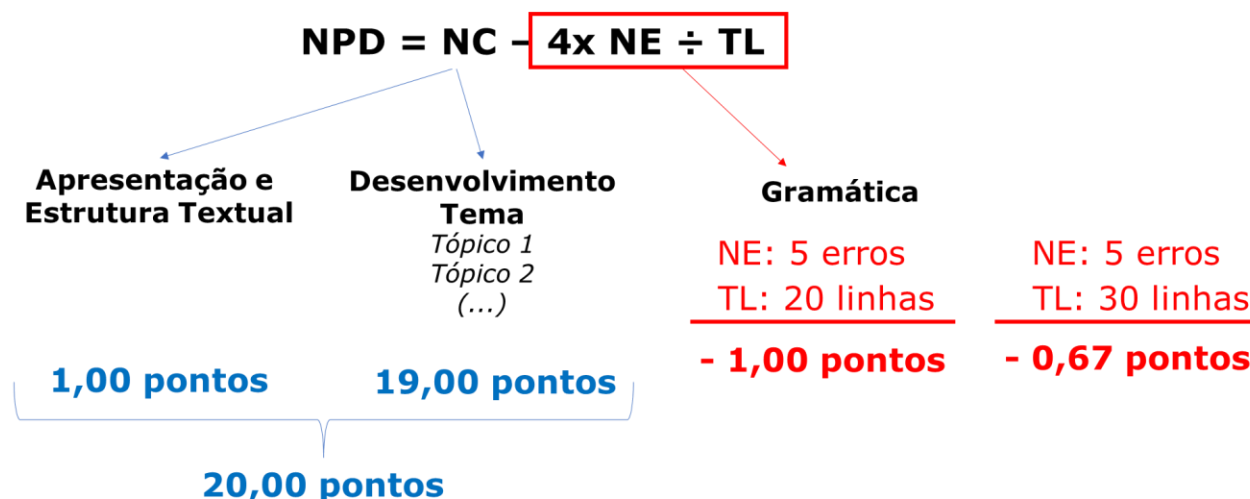 NPD = NC – 4x NE ÷ TL
Apresentação e
Estrutura Textual
1,00 pontos
Desenvolvimento
Tema
Tópico 1
Tópico 2
(...)
19,00 pontos
20,00 pontos
Gramática
NE: 5 erros
TL: 20 linhas
- 1,00 pontos
NE: 5 erros
TL: 30 linhas
- 0,67 pontos